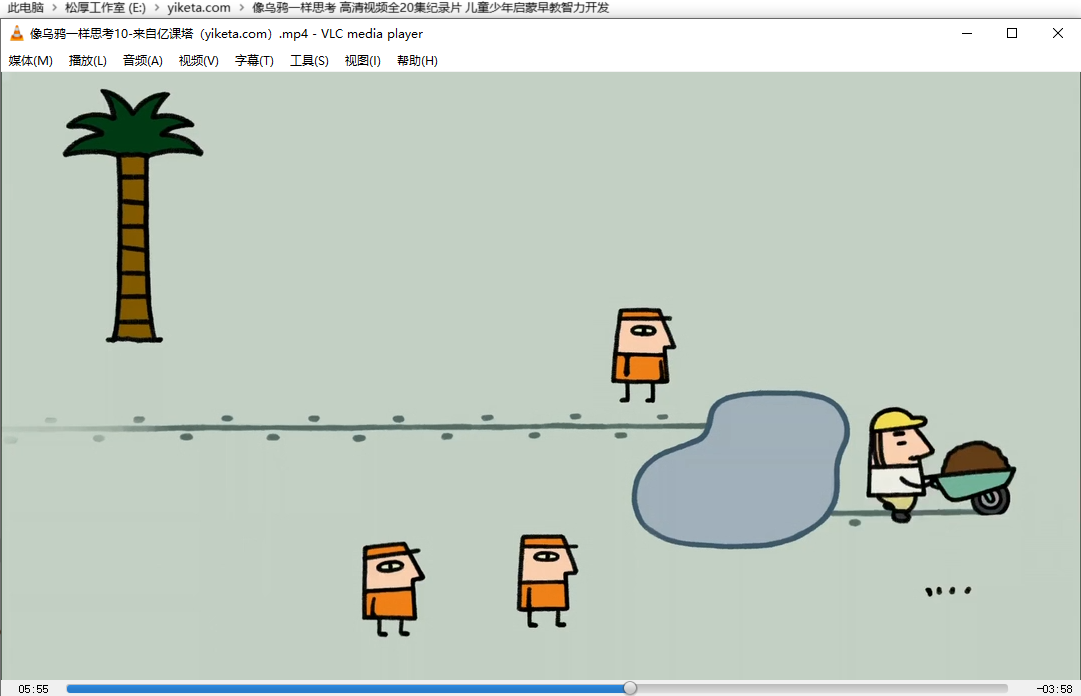 此电脑 > 松厚工作室 (E:) > yiketa.com > 像乌鸦一样思考 高清视频全20集纪录片 儿童少年启蒙早教智力开发
像乌鸦一样思考10-来自亿课塔（yiketa.com）.mp4 - VLC media player
媒体(M) 播放(L) 音频(A) 视频(V) 字幕(T) 工具(S) 视图(I) 帮助(H)
05:55 -03:58